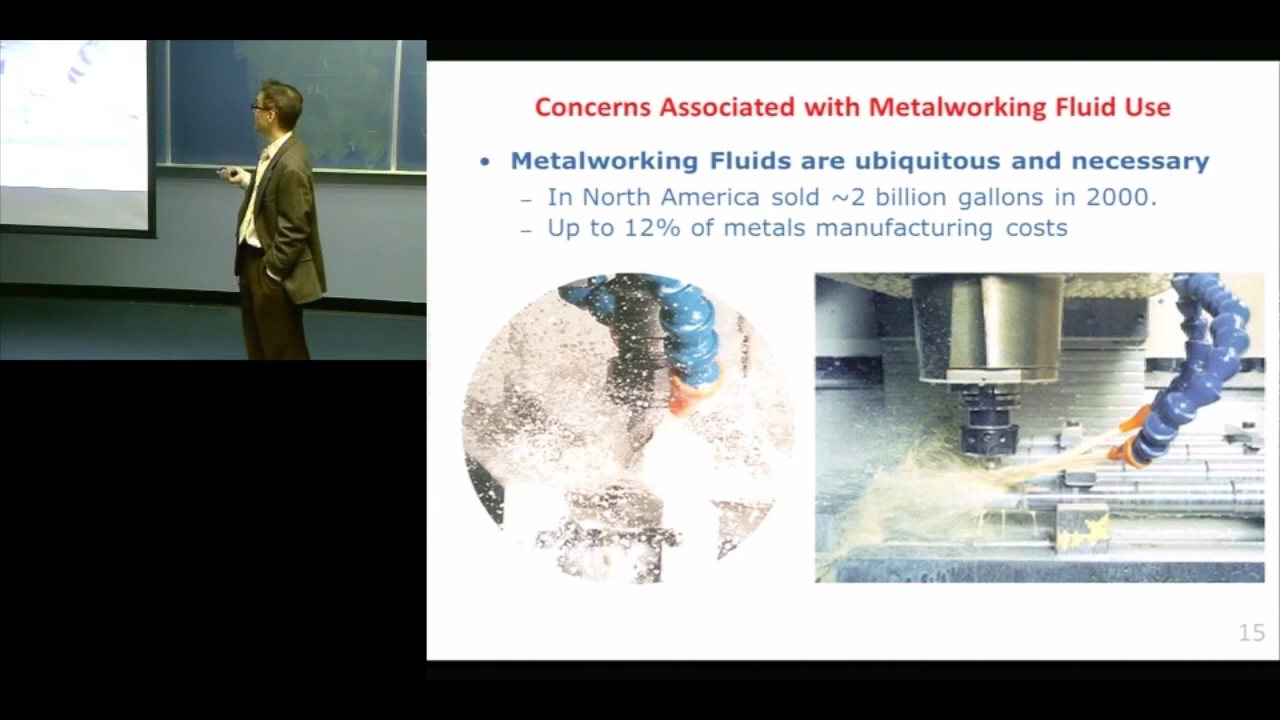 Concerns Associated with Metalworking Fluid Use
• Metalworking Fluids are ubiquitous and necessary
– In North America sold ~2 billion gallons in 2000.
– Up to 12% of metals manufacturing costs
15